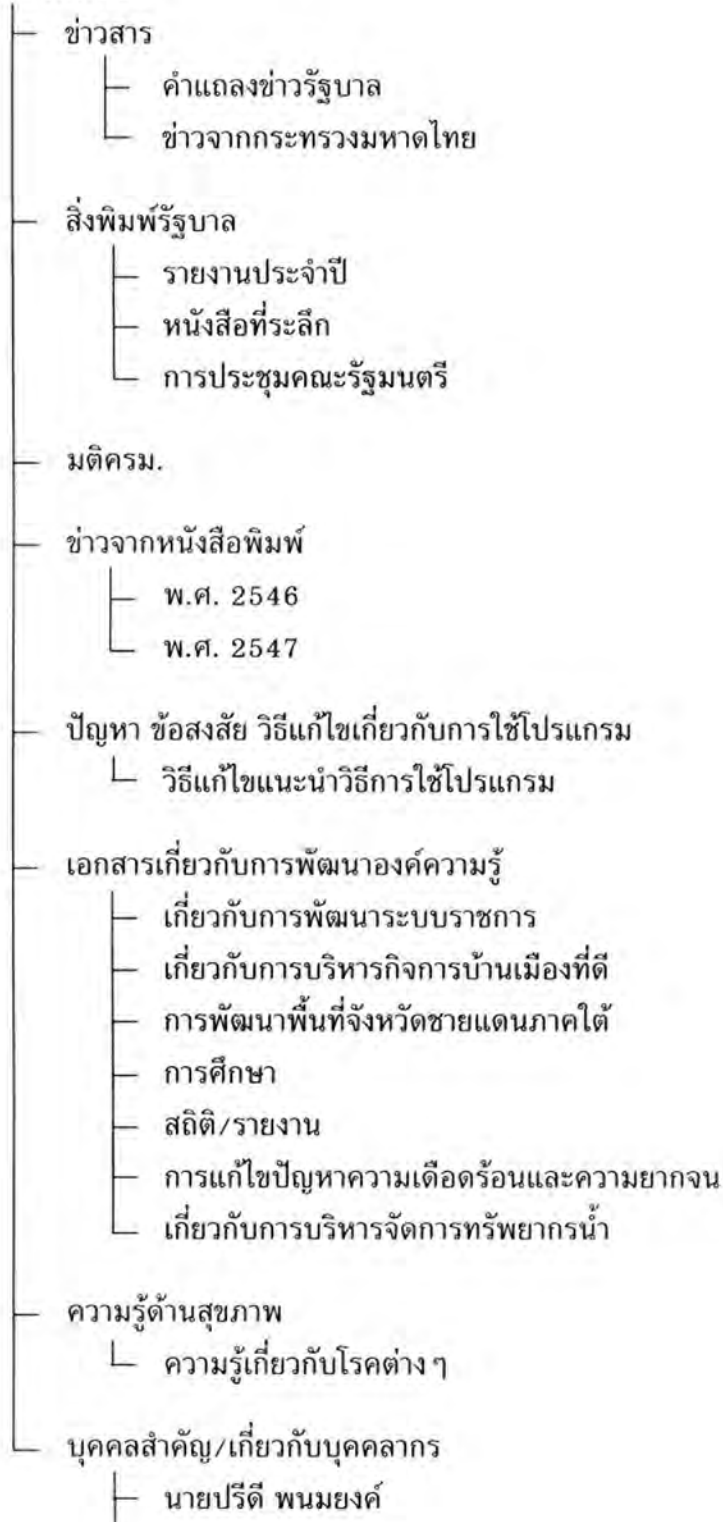 ข่าวสาร
คำแถลงข่าวรัฐบาล
ข่าวจากกระทรวงมหาดไทย
สิ่งพิมพ์รัฐบาล
รายงานประจำปี
หนังสือที่ระลึก
การประชุมคณะรัฐมนตรี
มติครม.
ข่าวจากหนังสือพิมพ์
พ.ศ. 2546
พ.ศ. 2547
ปัญหา ข้อสงสัย วิธีแก้ไขเกี่ยวกับการใช้โปรแกรม
วิธีแก้ไขแนะนำวิธีการใช้โปรแกรม
เอกสารเกี่ยวกับการพัฒนาองค์ความรู้
เกี่ยวกับการพัฒนาระบบราชการ
เกี่ยวกับการบริหารกิจการบ้านเมืองที่ดี
การพัฒนาพื้นที่จังหวัดชายแดนภาคใต้
การศึกษา
สถิติ/รายงาน
การแก้ไขปัญหาความเดือดร้อนและความยากจน
เกี่ยวกับการบริหารจัดการทรัพยากรน้ำ
ความรู้ด้านสุขภาพ
ความรู้เกี่ยวกับโรคต่าง ๆ
บุคคลสำคัญ/เกี่ยวกับบุคคลากร
นายปรีดี พนมยงค์